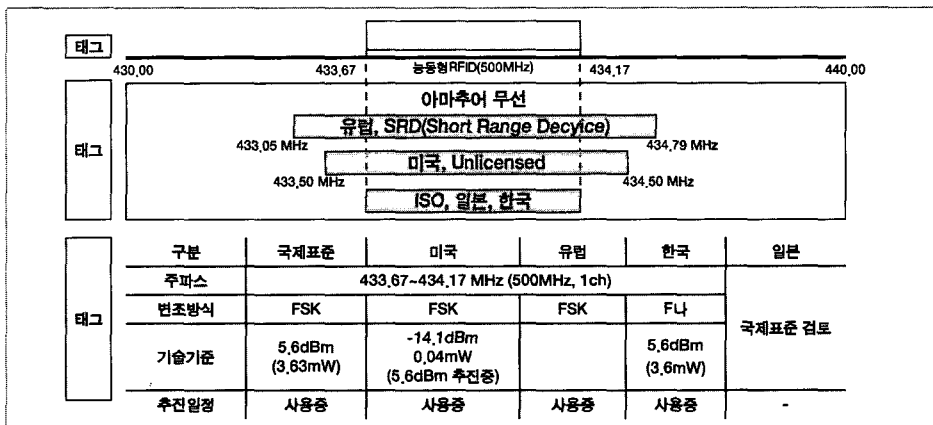 태그
430.00 433.67 능동형RFID(500MHz) 434.17 440.00
태그
아마추어 무선
유럽, SRD(Short Range Decyice)
433.05 MHz 434.79 MHz
미국, Unlicensed
433.50 MHz 434.50 MHz
ISO, 일본, 한국
태그
구분 국제표준 미국 유럽 한국 일본
주파스 433.67~434.17 MHz (500MHz, 1ch)
변조방식 FSK FSK FSK F나
국제표준 검토
기술기준 5.6dBm (3.63mW) -14.1dBm 0.04mW (5.6dBm 추진중) 5.6dBm (3.6mW)
추진일정 사용중 사용중 사용중 사용중 -